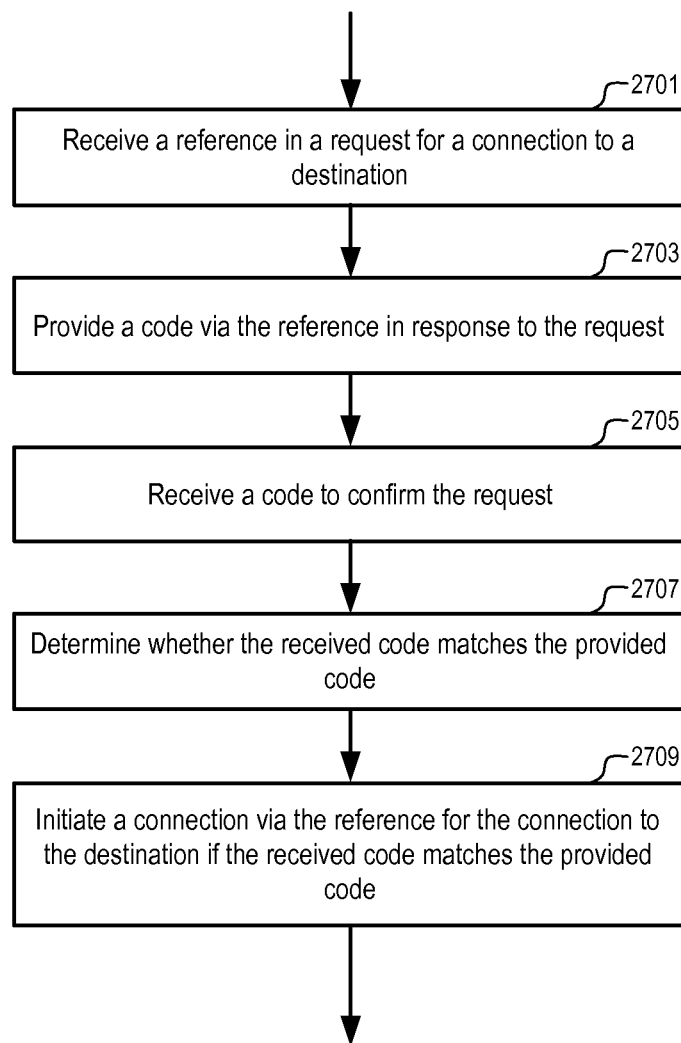 2701
Receive a reference in a request for a connection to a
destination
2703
Provide a code via the reference in response to the request
2705
Receive a code to confirm the request
2707
Determine whether the received code matches the provided
code
2709
Initiate a connection via the reference for the connection to
the destination if the received code matches the provided
code